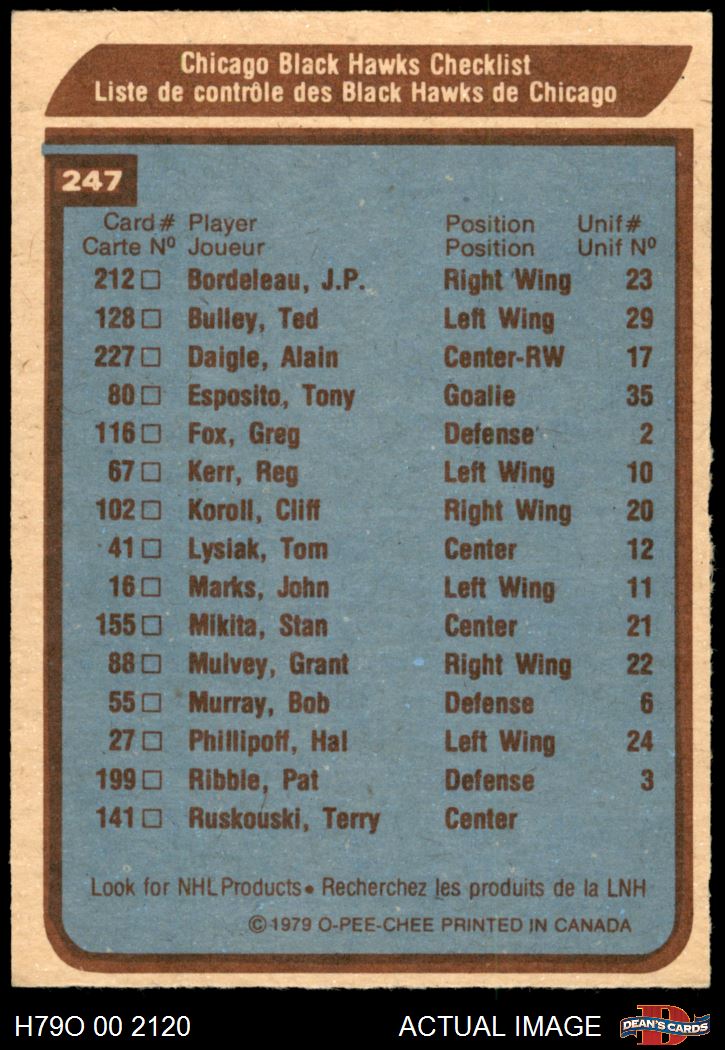 Chicago Black Hawks Checklist
Liste de contrôle des Black Hawks de Chicago
247
Card # Player Position Unif #
Carte Nº Joueur Position Unif Nº
212 □ Bordeleau, J.P. Right Wing 23
128 □ Bulley, Ted Left Wing 29
227 □ Daigle, Alain Center-RW 17
80 □ Esposito, Tony Goalie 35
116 □ Fox, Greg Defense 2
67 □ Kerr, Reg Left Wing 10
102 □ Koroll, Cliff Right Wing 20
41 □ Lysiak, Tom Center 12
16 □ Marks, John Left Wing 11
155 □ Mikita, Stan Center 21
88 □ Mulvey, Grant Right Wing 22
55 □ Murray, Bob Defense 6
27 □ Phillipoff, Hal Left Wing 24
199 □ Ribble, Pat Defense 3
141 □ Ruskouski, Terry Center
Look for NHL Products • Recherchez les produits de la LNH
© 1979 O-PEE-CHEE PRINTED IN CANADA
H79O 00 2120 ACTUAL IMAGE D DEAN'S CARDS